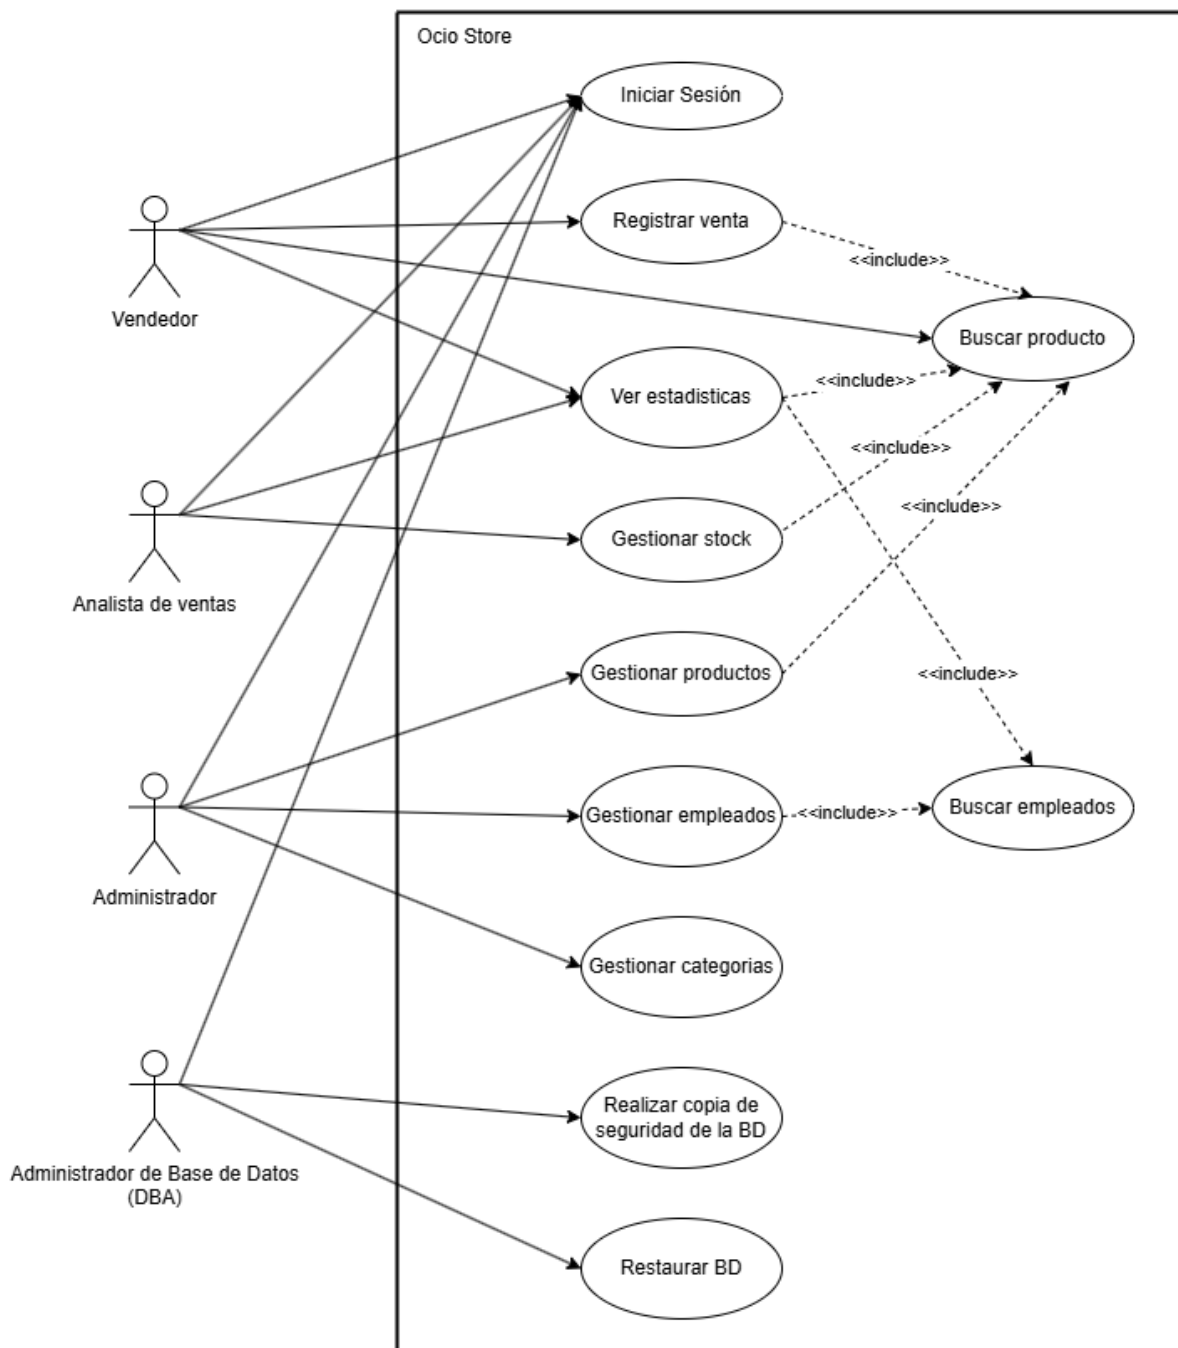 Ocio Store
Iniciar Sesión
Registrar venta
<<include>>
Vendedor
Buscar producto
<<include>>
Ver estadisticas
<<include>>
<<include>>
Gestionar stock
Analista de ventas
Gestionar productos
<<include>>
Buscar empleados
<<include>>
Gestionar empleados
Administrador
Gestionar categorias
Realizar copia de
seguridad de la BD
Administrador de Base de Datos
(DBA)
Restaurar BD